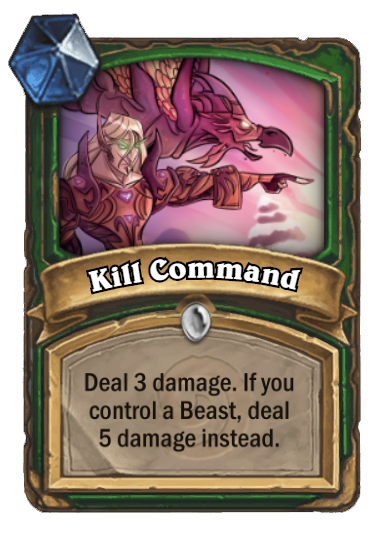 Kill Command
Deal 3 damage. If you
control a Beast, deal
5 damage instead.